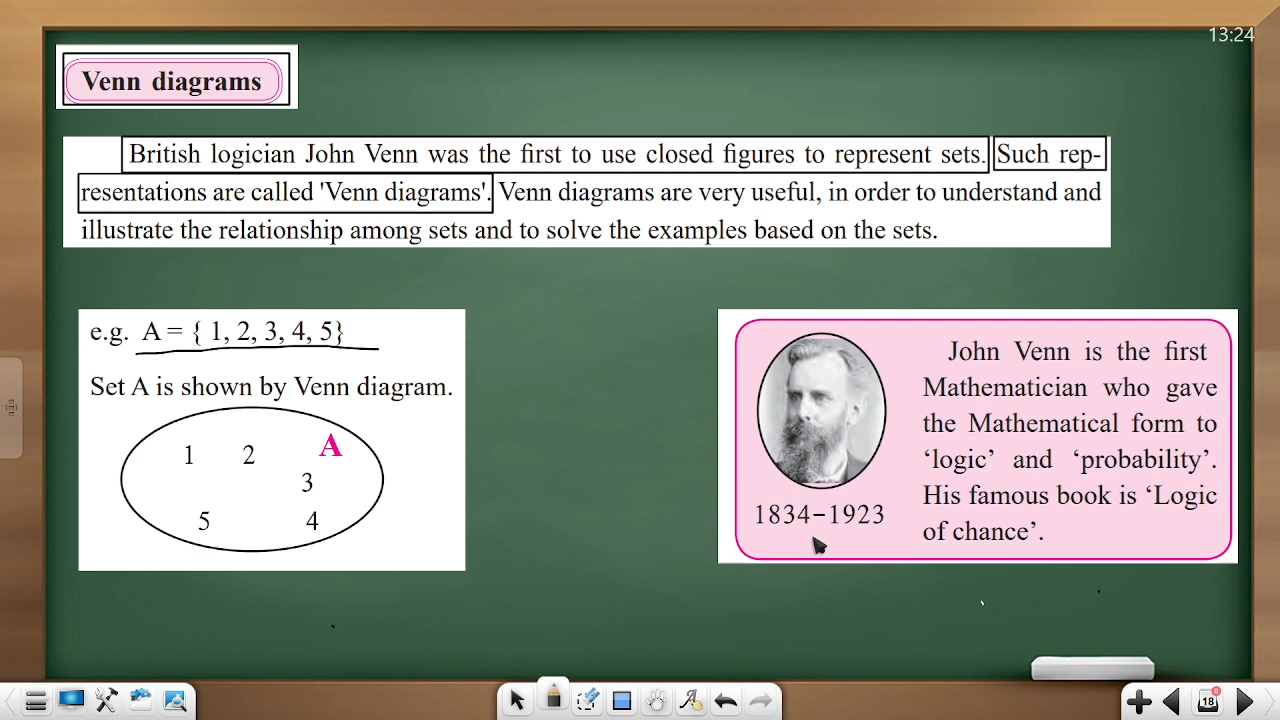 13:24
Venn diagrams
British logician John Venn was the first to use closed figures to represent sets. Such rep-
resentations are called 'Venn diagrams'. Venn diagrams are very useful, in order to understand and
illustrate the relationship among sets and to solve the examples based on the sets.
e.g. A = { 1, 2, 3, 4, 5}
Set A is shown by Venn diagram.
A
1 2
3
5 4
1834-1923
John Venn is the first
Mathematician who gave
the Mathematical form to
‘logic’ and ‘probability’.
His famous book is ‘Logic
of chance’.
18
0